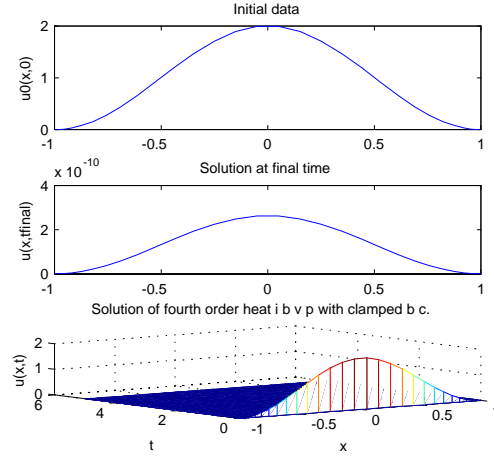 Initial data
2
1
0
u0(x,0)
-1 -0.5 0 0.5 1
x 10^-10
Solution at final time
4
2
0
u(x,tfinal)
-1 -0.5 0 0.5 1
Solution of fourth order heat i b v p with clamped b c.
2
1
0
u(x,t)
6 4 2 0
t
-1 -0.5 0 0.5
x